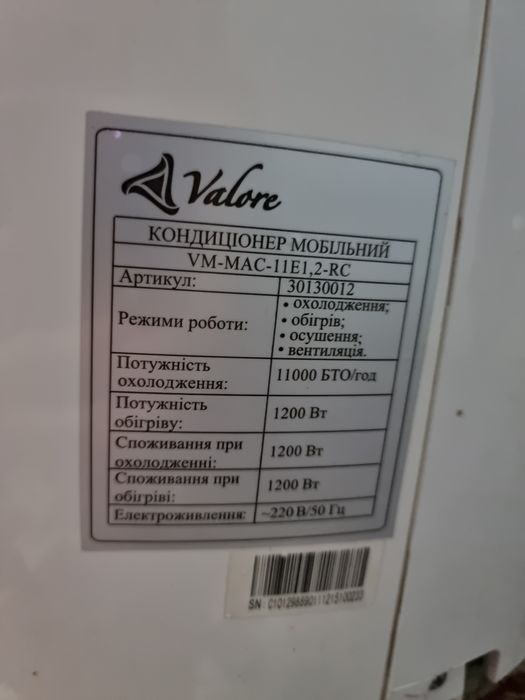 Valore
КОНДИЦІОНЕР МОБІЛЬНИЙ
VM-MAC-11E1,2-RC
Артикул: 30130012
Режими роботи:
• охолодження;
• обігрів;
• осушення;
• вентиляція.
Потужність
охолодження:
11000 БТО/год
Потужність
обігріву:
1200 Вт
Споживання при
охолодженні:
1200 Вт
Споживання при
обігріві:
1200 Вт
Електроживлення: ~220 В/50 Гц
SN: